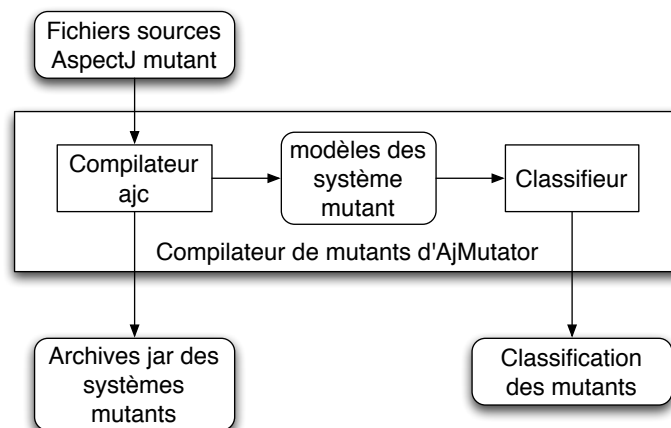 Fichiers sources
AspectJ mutant
Compilateur
ajc
modèles des
système
mutant
Classifieur
Compilateur de mutants d'AjMutator
Archives jar des
systèmes
mutants
Classification
des mutants